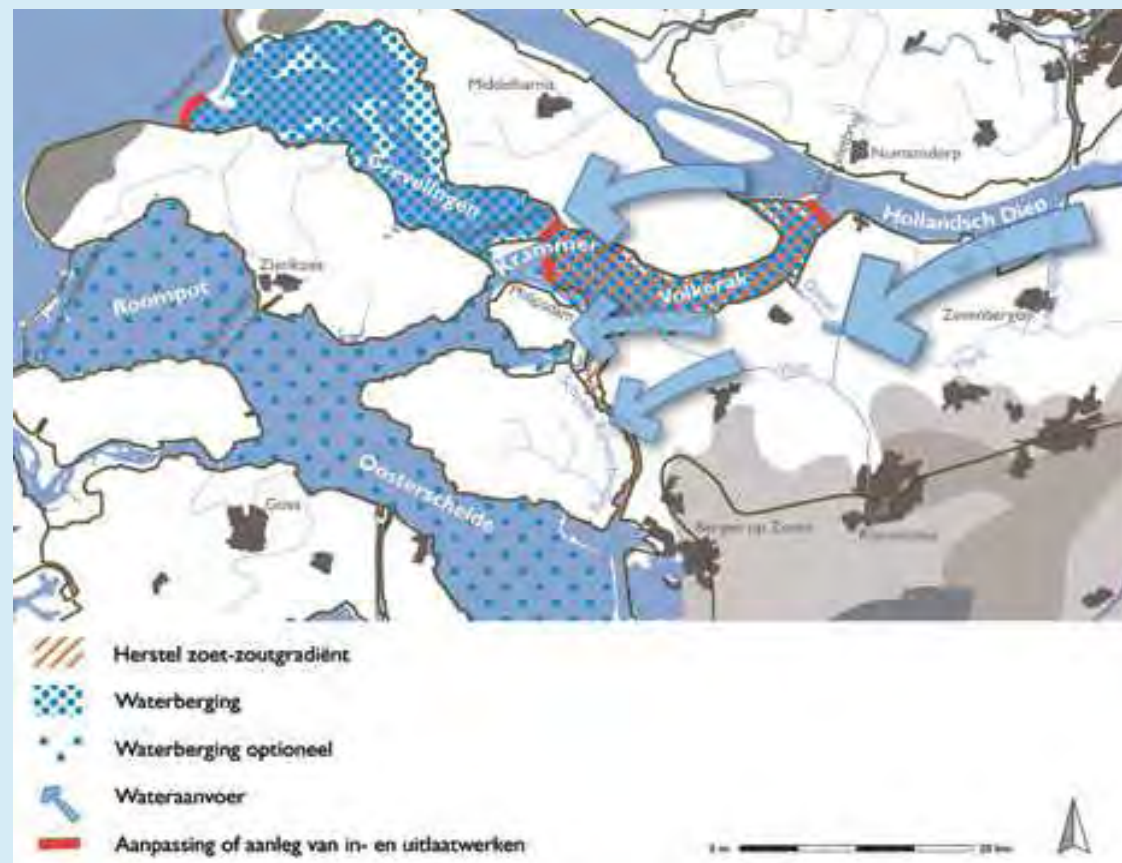 Middelharnis
Numansdorp
Grevelingen
Hollandsch Diep
Krammer
Zierikzee
Roompot
Volkerak
Zevenbergen
Oosterschelde
Goes
Bergen op Zoom
Roosendaal
Herstel zoet-zoutgradiënt
Waterberging
Waterberging optioneel
Wateraanvoer
Aanpassing of aanleg van in- en uitlaatwerken